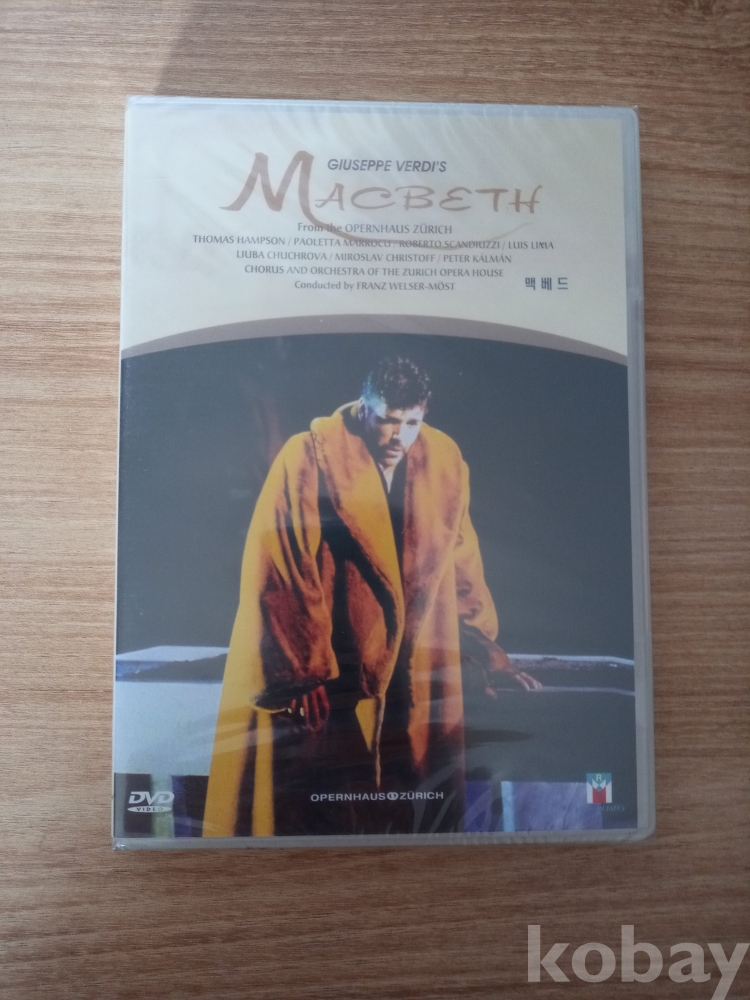 GIUSEPPE VERDI'S
MACBETH
From the OPERNHAUS ZÜRICH
THOMAS HAMPSON / PAOLETTA MARROCU / ROBERTO SCANDIUZZI / LUIS LIMA
LIUBA CHUCHROVA / MIROSLAV CHRISTOFF / PETER KÁLMÁN
CHORUS AND ORCHESTRA OF THE ZURICH OPERA HOUSE
Conducted by FRANZ WELSER-MÖST
맥베드
DVD
VIDEO
OPERNHAUS ZÜRICH
kobay